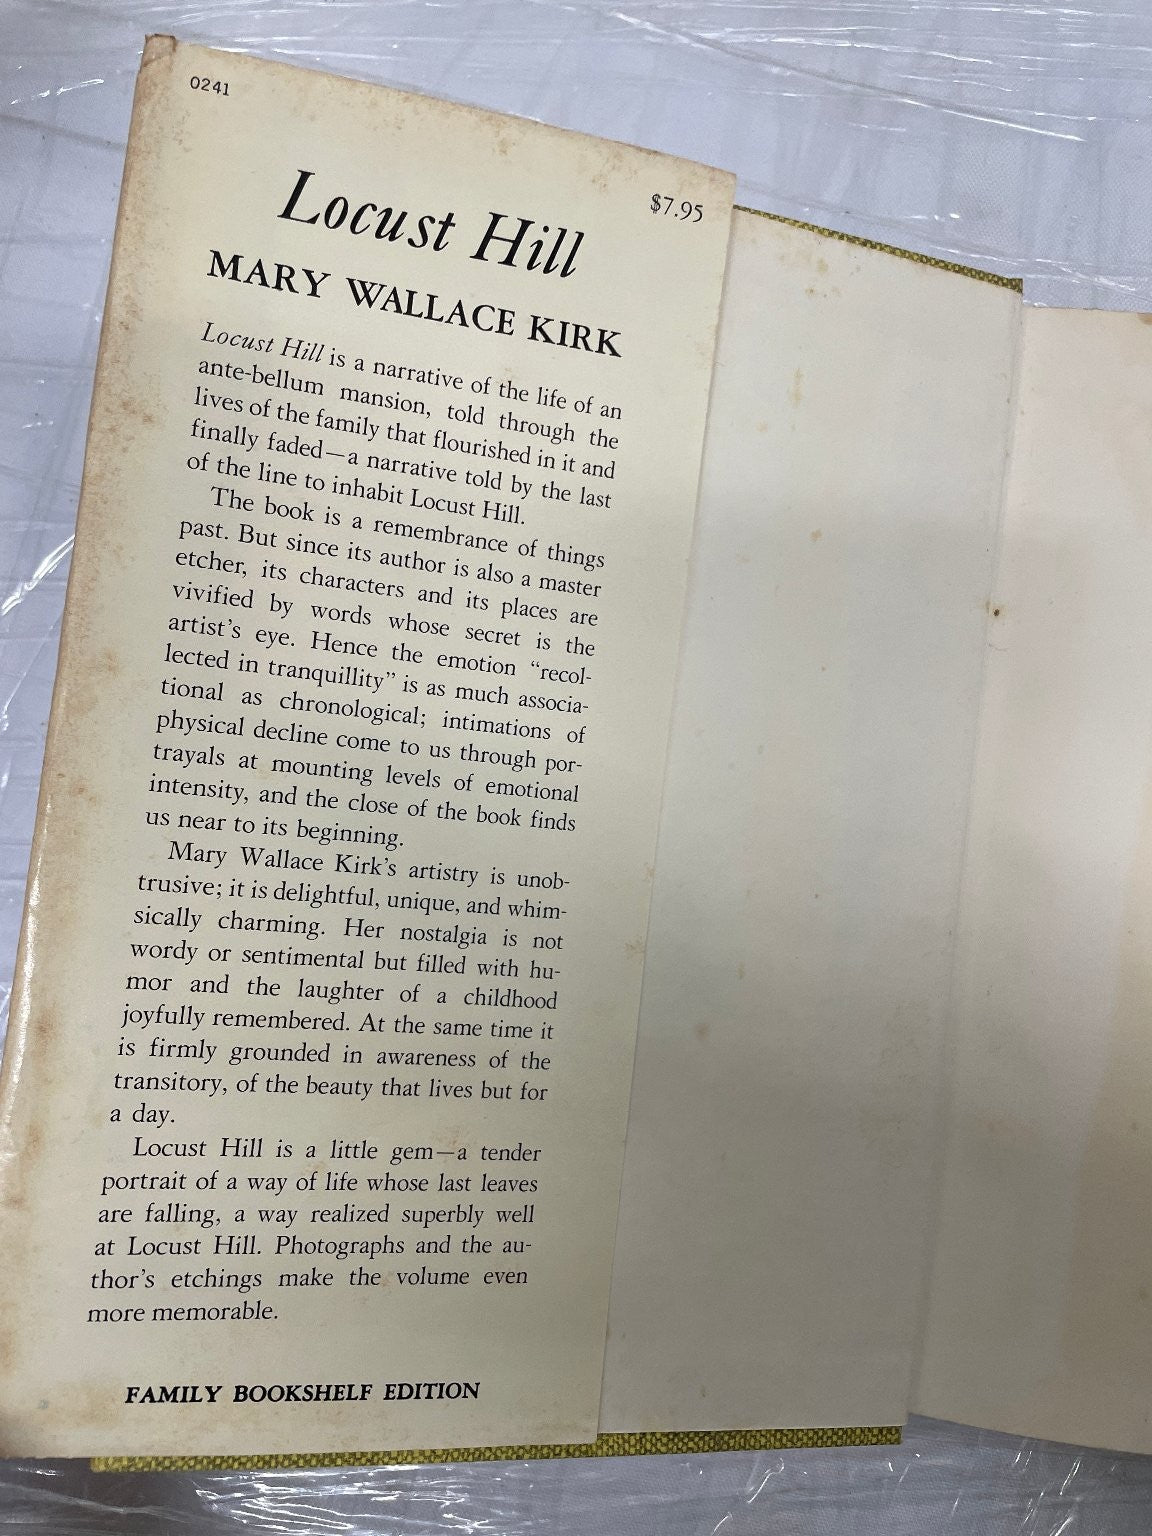 0241
$7.95
Locust Hill
MARY WALLACE KIRK
Locust Hill is a narrative of the life of an
ante-bellum mansion, told through the
lives of the family that flourished in it and
finally faded—a narrative told by the last
of the line to inhabit Locust Hill.
The book is a remembrance of things
past. But since its author is also a master
etcher, its characters and its places are
vivified by words whose secret is the
artist's eye. Hence the emotion "recol-
lected in tranquillity" is as much associa-
tional as chronological; intimations of
physical decline come to us through por-
trayals at mounting levels of emotional
intensity, and the close of the book finds
us near to its beginning.
Mary Wallace Kirk's artistry is unob-
trusive; it is delightful, unique, and whim-
sically charming. Her nostalgia is not
wordy or sentimental but filled with hu-
mor and the laughter of a childhood
joyfully remembered. At the same time it
is firmly grounded in awareness of the
transitory, of the beauty that lives but for
a day.
Locust Hill is a little gem—a tender
portrait of a way of life whose last leaves
are falling, a way realized superbly well
at Locust Hill. Photographs and the au-
thor's etchings make the volume even
more memorable.
FAMILY BOOKSHELF EDITION